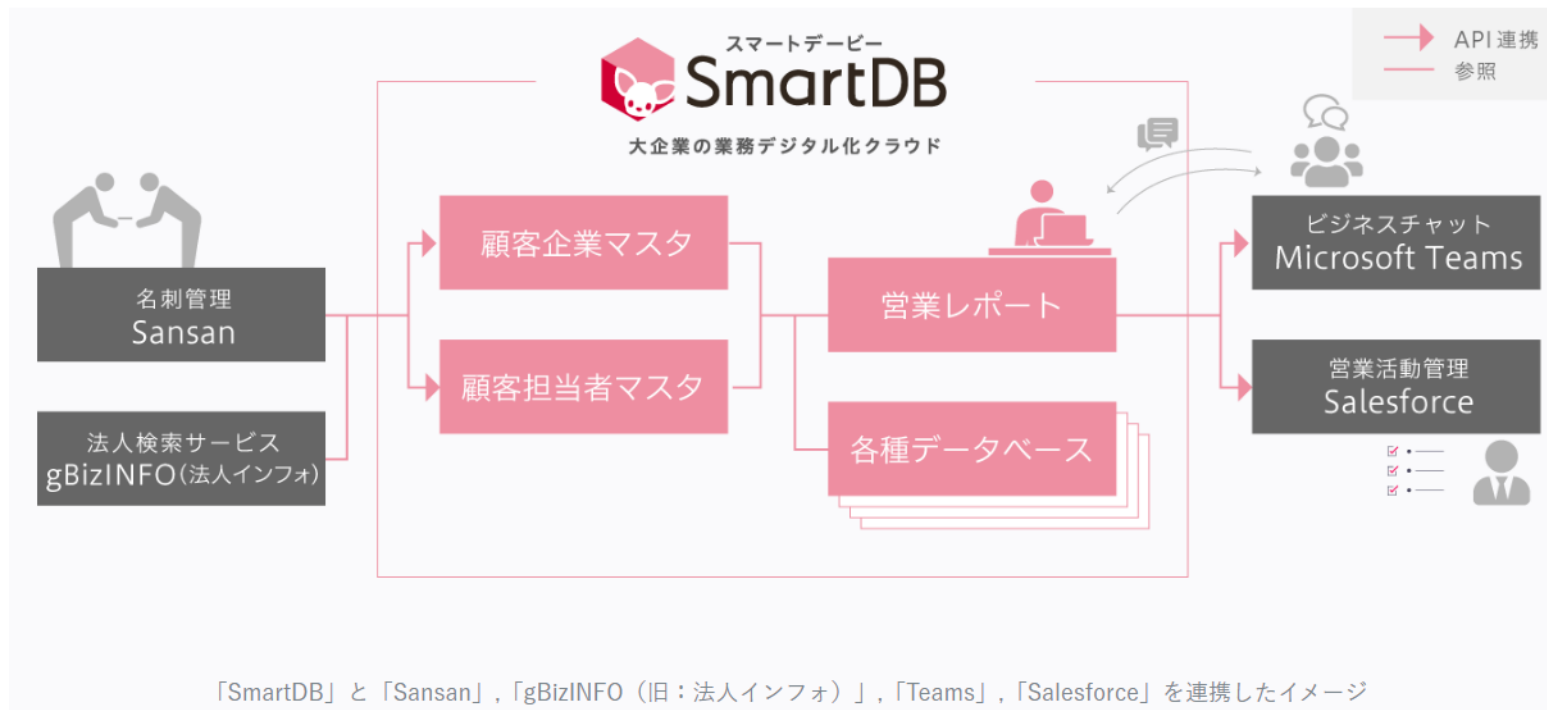 スマートデービー
SmartDB
大企業の業務デジタル化クラウド
API連携
参照
名刺管理
Sansan
法人検索サービス
gBizINFO(法人インフォ)
顧客企業マスタ
顧客担当者マスタ
営業レポート
各種データベース
ビジネスチャット
Microsoft Teams
営業活動管理
Salesforce
「SmartDB」と「Sansan」,「gBizINFO（旧：法人インフォ）」,「Teams」,「Salesforce」を連携したイメージ